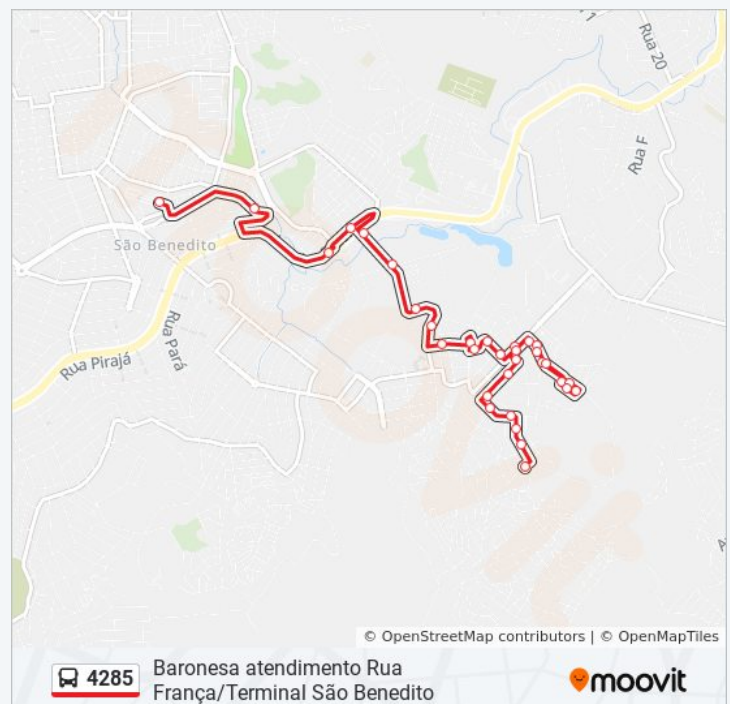 Rua 20
Rua F
São Benedito
Rua Pará
Rua Pirajá
© OpenStreetMap contributors | © OpenMapTiles
4285
Baronesa atendimento Rua
França/Terminal São Benedito
moovit